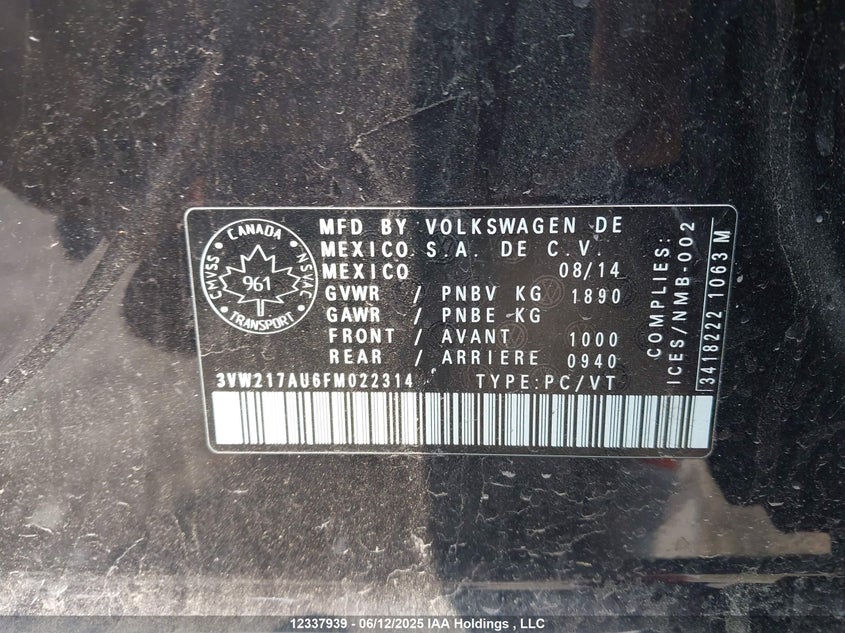 CANADA
CMVSS
NSVAC
961
TRANSPORT
MFD BY VOLKSWAGEN DE
MEXICO S.A. DE C.V.
MEXICO 08/14
GVWR / PNBV KG 1890
GAWR / PNBE KG
FRONT / AVANT 1000
REAR / ARRIERE 0940
3VW217AU6FM022314 TYPE:PC/VT
COMPLIES:
ICES/NMB-002
3418222 1063 M
12337939 - 06/12/2025 IAA Holdings , LLC